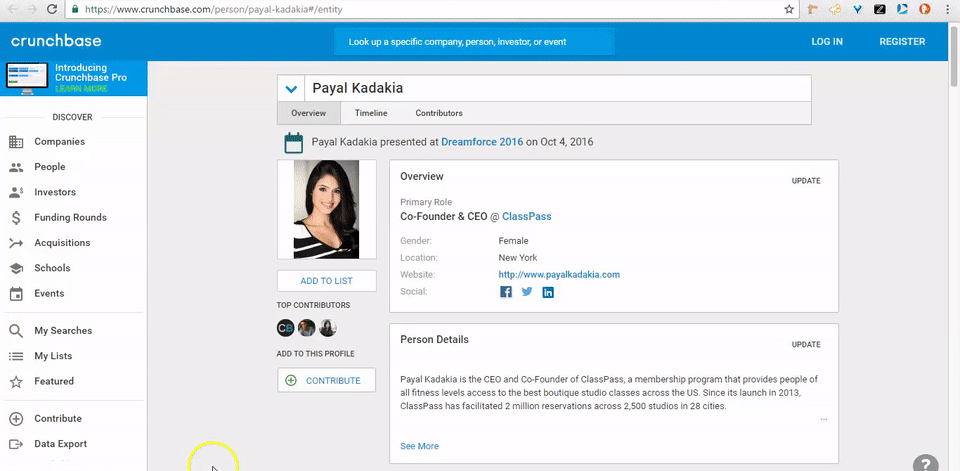 https://www.crunchbase.com/person/payal-kadakia#/entity
crunchbase
Look up a specific company, person, investor, or event
LOG IN
REGISTER
Introducing
Crunchbase Pro
LEARN MORE
DISCOVER
Companies
People
Investors
Funding Rounds
Acquisitions
Schools
Events
My Searches
My Lists
Featured
Contribute
Data Export
Payal Kadakia
Overview
Timeline
Contributors
Payal Kadakia presented at Dreamforce 2016 on Oct 4, 2016
ADD TO LIST
TOP CONTRIBUTORS
CB
ADD TO THIS PROFILE
CONTRIBUTE
Overview
UPDATE
Primary Role
Co-Founder & CEO @ ClassPass
Gender: Female
Location: New York
Website: http://www.payalkadakia.com
Social:
Person Details
UPDATE
Payal Kadakia is the CEO and Co-Founder of ClassPass, a membership program that provides people of
all fitness levels access to the best boutique studio classes across the US. Since its launch in 2013,
ClassPass has facilitated 2 million reservations across 2,500 studios in 28 cities.
...
See More
?